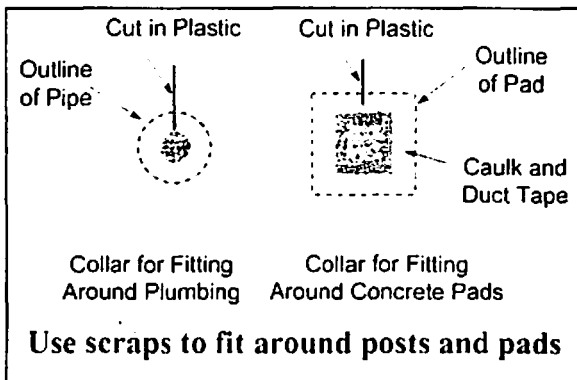 Cut in Plastic
Cut in Plastic
Outline
of Pipe
Outline
of Pad
Caulk and
Duct Tape
Collar for Fitting
Around Plumbing
Collar for Fitting
Around Concrete Pads
Use scraps to fit around posts and pads